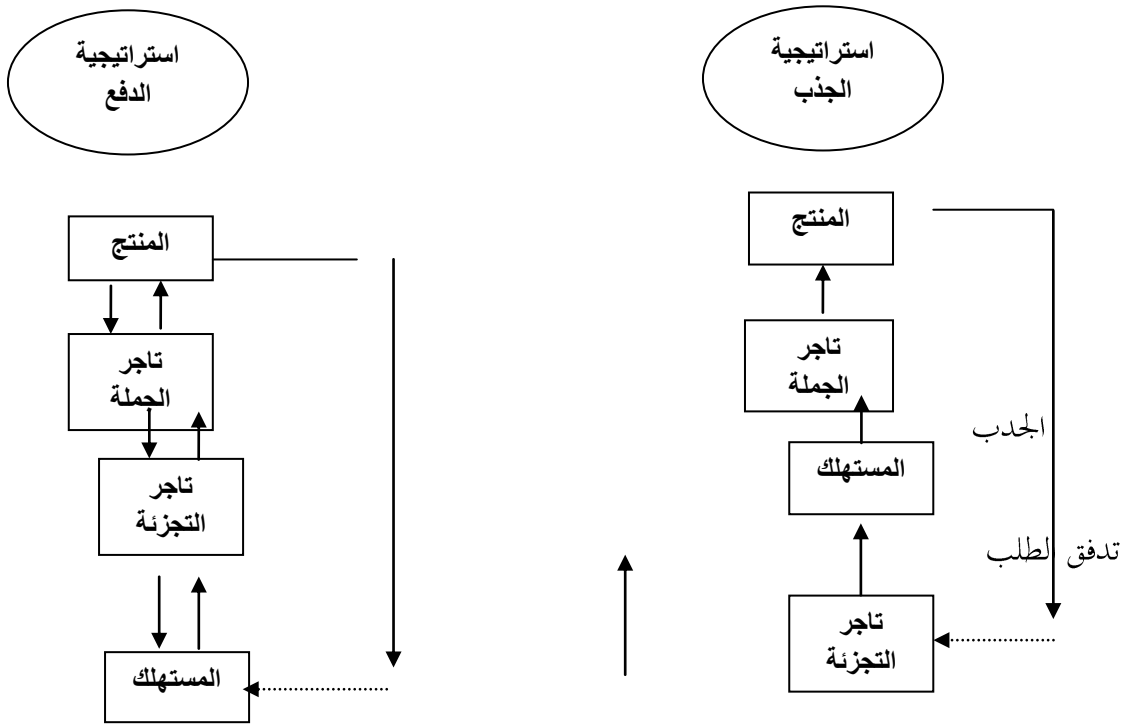 استراتيجية
الجذب
المنتج
تاجر
الجملة
المستهلك
تاجر
التجزئة
الجدب
تدفق الطلب
استراتيجية
الدفع
المنتج
تاجر
الجملة
تاجر
التجزئة
المستهلك